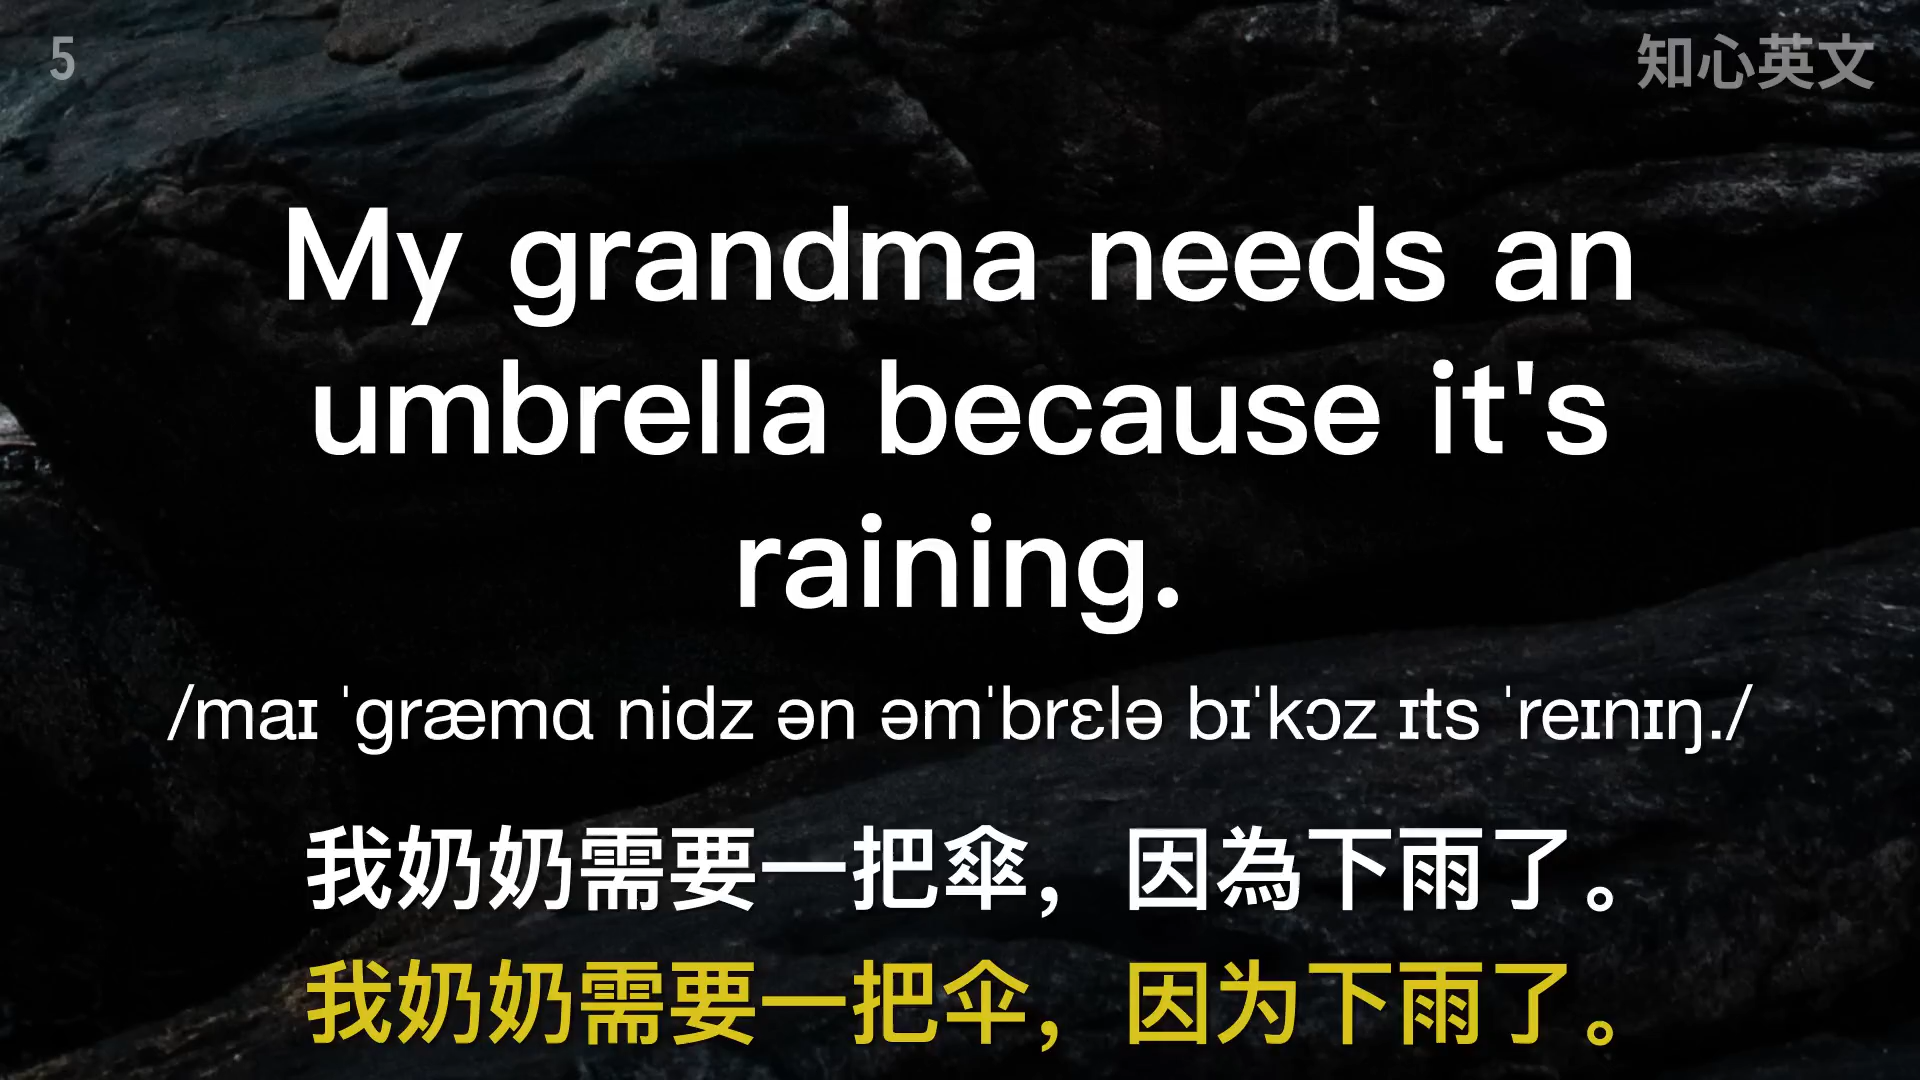 5
知心英文
My grandma needs an
umbrella because it's
raining.
/maɪ ˈɡræmɑ nidz ən əmˈbrɛlə bɪˈkɔz ɪts ˈreɪnɪŋ./
我奶奶需要一把傘，因為下雨了。
我奶奶需要一把伞，因为下雨了。